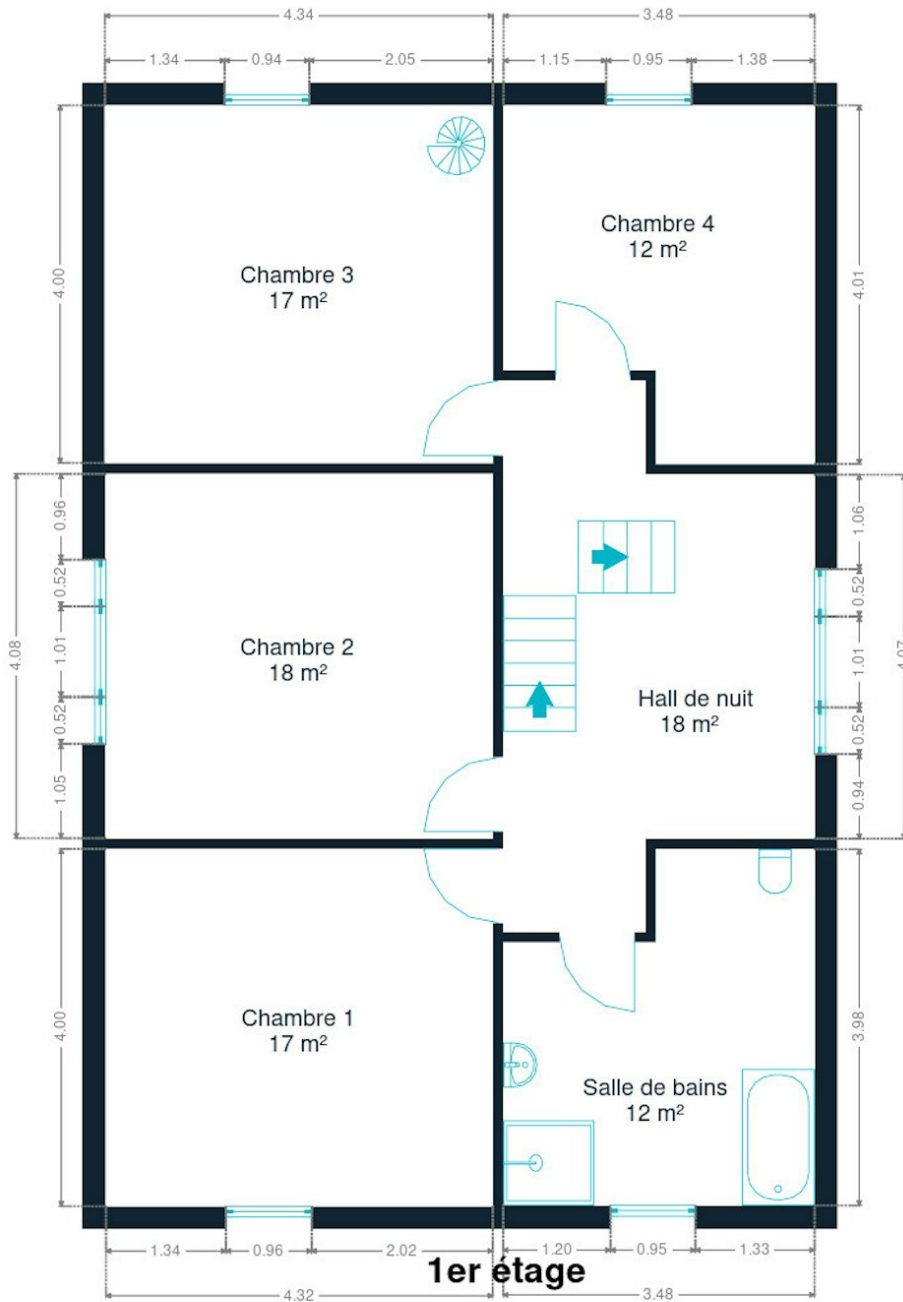 4.34
3.48
1.34
0.94
2.05
1.15
0.95
1.38
4.00
4.01
Chambre 3
17 m²
Chambre 4
12 m²
4.08
0.96
0.52
1.01
0.52
1.05
Chambre 2
18 m²
Hall de nuit
18 m²
1.06
0.52
1.01
0.52
0.94
4.07
4.00
Chambre 1
17 m²
Salle de bains
12 m²
3.98
1.34
0.96
2.02
1.20
0.95
1.33
1er étage
4.32
3.48